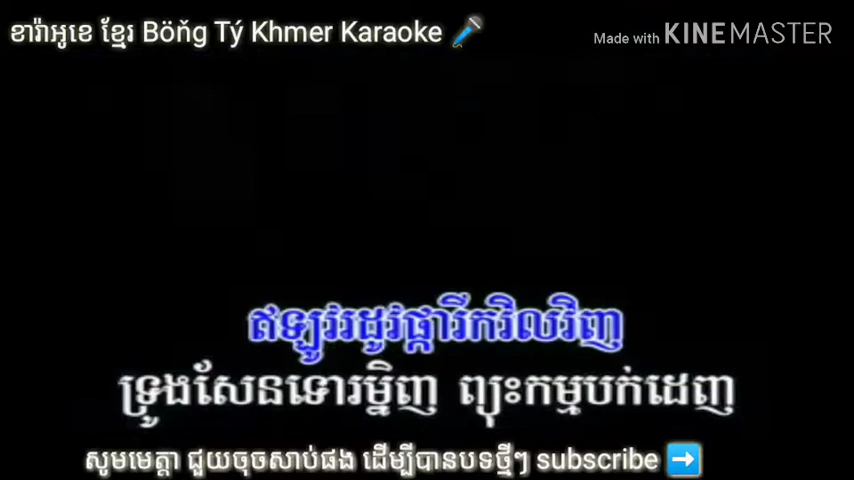 ខារ៉ាអូខេ ខ្មែរ Böňg Tý Khmer Karaoke 🎤
Made with KINEMASTER
ឥឡូវរដូវផ្ការីកវិលវិញ
ទ្រូងសែនទោរម្និញ ព្យុះកម្មបក់ដេញ
សូមមេត្តា ជួយចុចសាប់ផង ដើម្បីបានបទថ្មីៗ subscribe ➡️